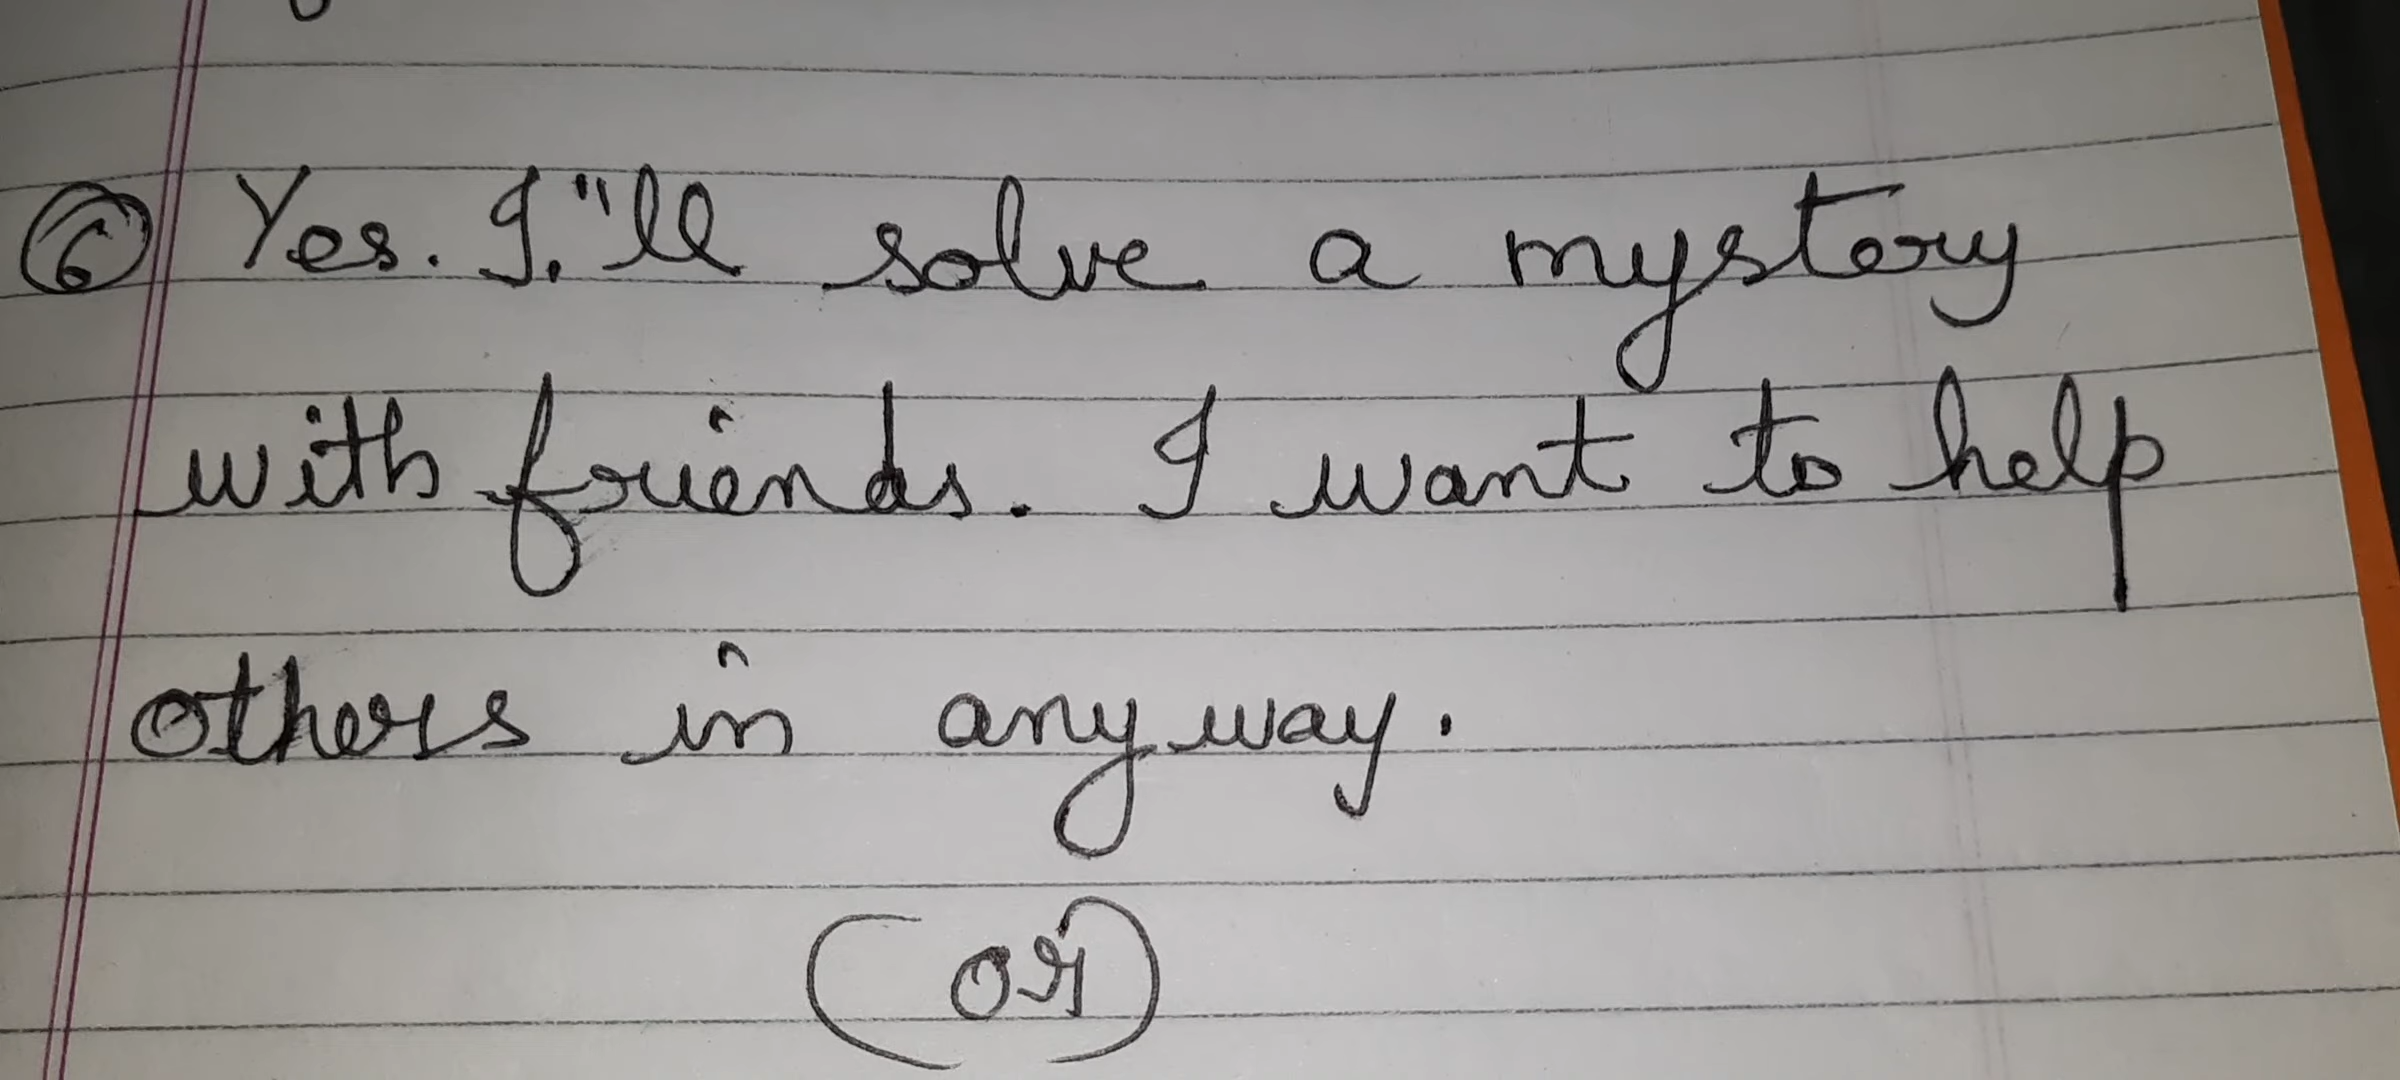 6 Yes. I."ll solve a mystery
with friends. I want to help
others in any way.
(or)